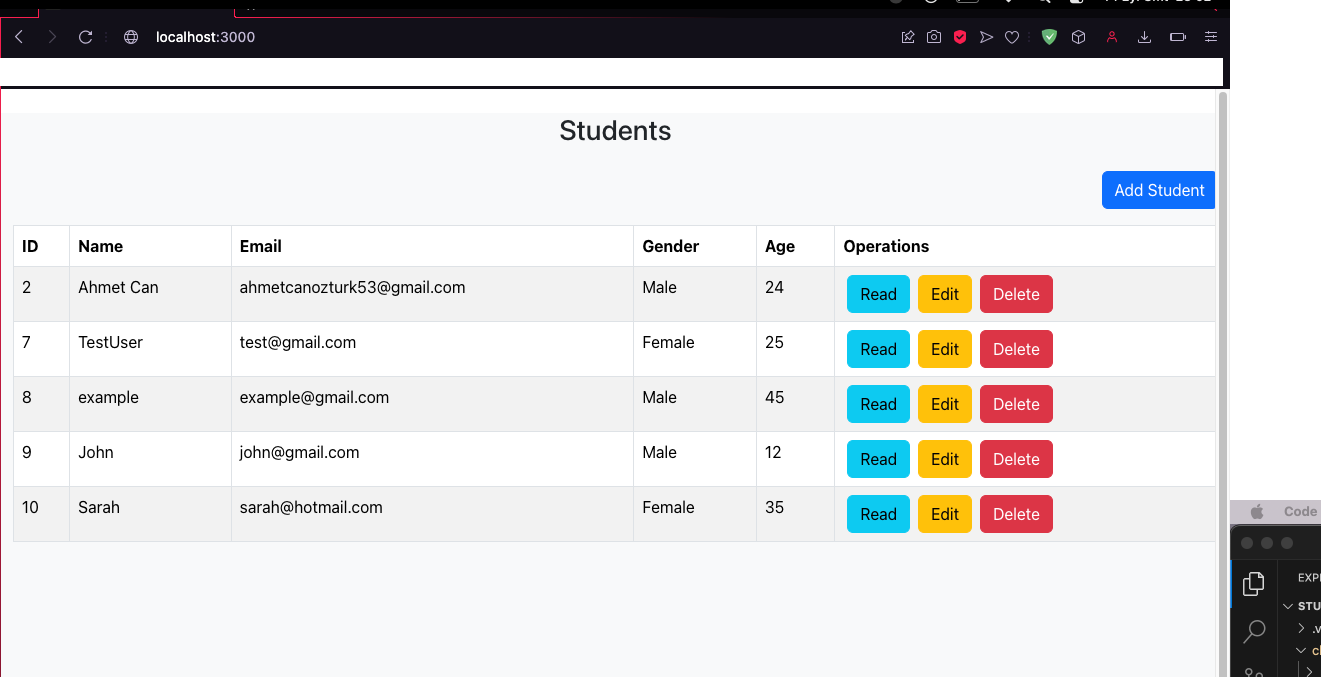 localhost:3000
Students
Add Student
ID Name Email Gender Age Operations
2 Ahmet Can ahmetcanozturk53@gmail.com Male 24 Read Edit Delete
7 TestUser test@gmail.com Female 25 Read Edit Delete
8 example example@gmail.com Male 45 Read Edit Delete
9 John john@gmail.com Male 12 Read Edit Delete
10 Sarah sarah@hotmail.com Female 35 Read Edit Delete
Code
EXP
STU